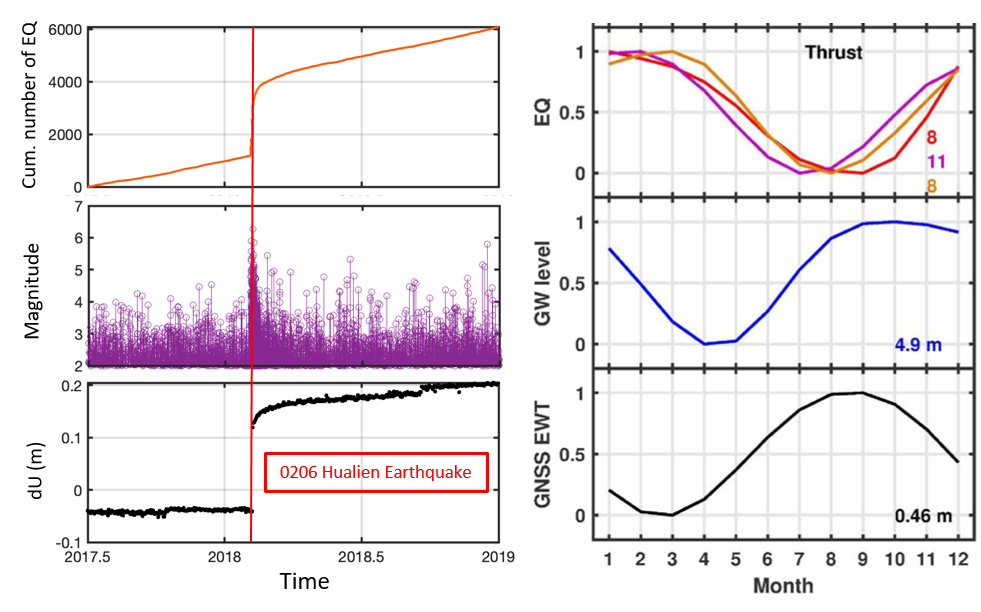 Cum. number of EQ
6000
4000
2000
0
Magnitude
7
6
5
4
3
2
dU (m)
0.2
0.1
0
-0.1
0206 Hualien Earthquake
2017.5 2018 2018.5 2019
Time
EQ
1
0.5
0
Thrust
8
11
8
GW level
1
0.5
0
4.9 m
GNSS EWT
1
0.5
0
0.46 m
1 2 3 4 5 6 7 8 9 10 11 12
Month